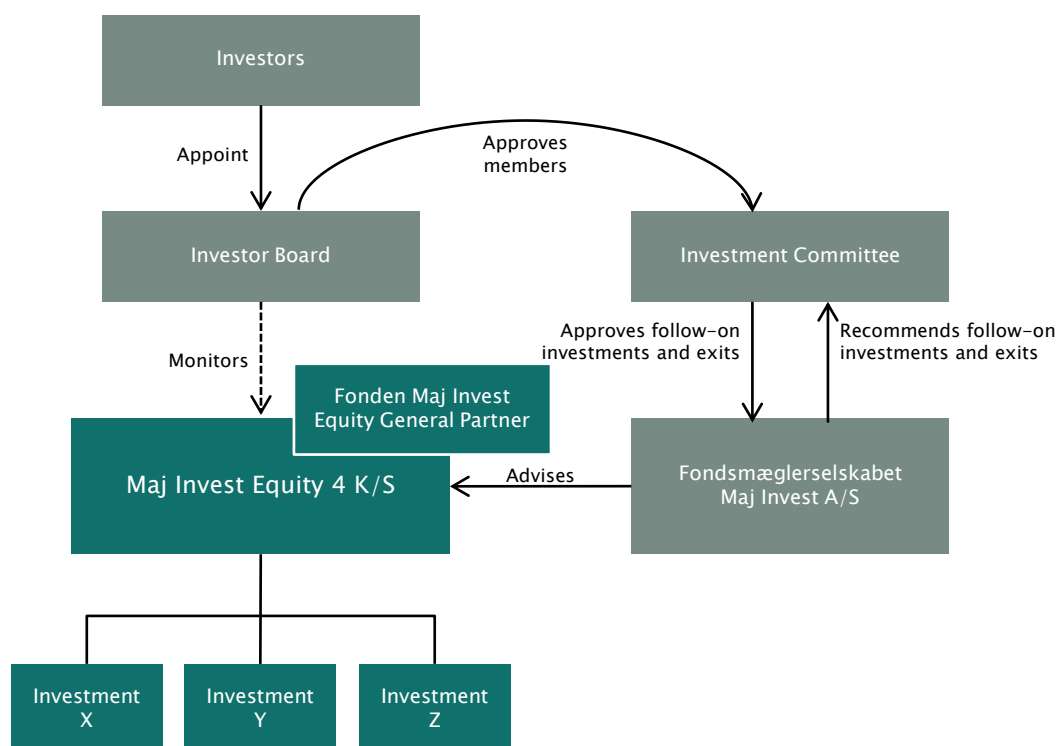 Investors
Appoint
Approves
members
Investor Board
Investment Committee
Monitors
Approves follow-on
investments and exits
Recommends follow-on
investments and exits
Fonden Maj Invest
Equity General Partner
Maj Invest Equity 4 K/S
Advises
Fondsmæglerselskabet
Maj Invest A/S
Investment
X
Investment
Y
Investment
Z